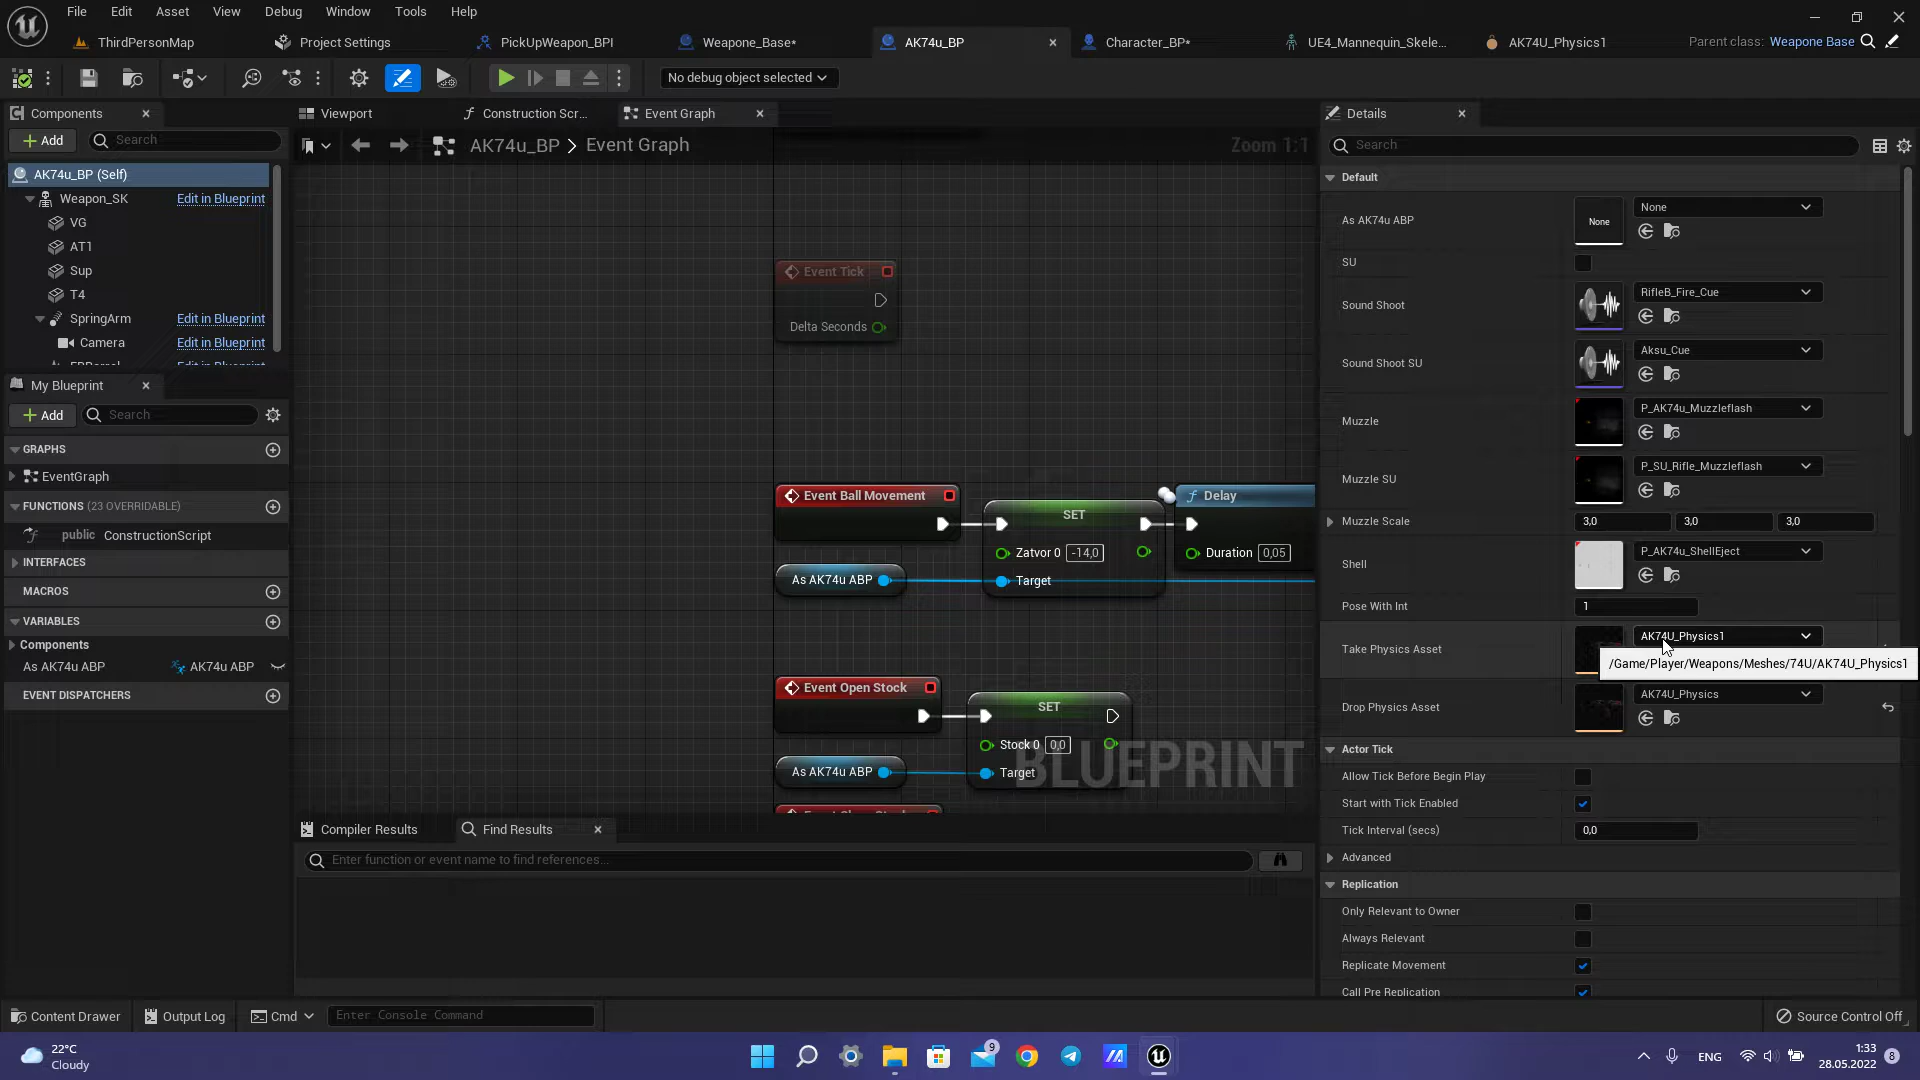 File Edit Asset View Debug Window Tools Help
ThirdPersonMap Project Settings PickUpWeapon_BPI Weapone_Base* AK74u_BP Character_BP* UE4_Mannequin_Skele... AK74U_Physics1 Parent class: Weapone Base
No debug object selected
Components
Add Search
AK74u_BP (Self)
Weapon_SK Edit in Blueprint
VG
AT1
Sup
T4
SpringArm Edit in Blueprint
Camera Edit in Blueprint
My Blueprint
Add Search
GRAPHS
EventGraph
FUNCTIONS (23 OVERRIDABLE)
public ConstructionScript
INTERFACES
MACROS
VARIABLES
Components
As AK74u ABP AK74u ABP
EVENT DISPATCHERS
Viewport Construction Scr... Event Graph
AK74u_BP > Event Graph Zoom 1:1
Event Tick
Delta Seconds
Event Ball Movement
SET
Delay
Zatvor 0 -14,0
Duration 0,05
As AK74u ABP
Target
Event Open Stock
SET
Stock 0 0,0
As AK74u ABP
Target
BLUEPRINT
Compiler Results Find Results
Enter function or event name to find references...
Details
Search
Default
As AK74u ABP None None
SU
Sound Shoot RifleB_Fire_Cue
Sound Shoot SU Aksu_Cue
Muzzle P_AK74u_Muzzleflash
Muzzle SU P_SU_Rifle_Muzzleflash
Muzzle Scale 3,0 3,0 3,0
Shell P_AK74u_ShellEject
Pose With Int 1
Take Physics Asset AK74U_Physics1
/Game/Player/Weapons/Meshes/74U/AK74U_Physics1
Drop Physics Asset AK74U_Physics
Actor Tick
Allow Tick Before Begin Play
Start with Tick Enabled
Tick Interval (secs) 0,0
Advanced
Replication
Only Relevant to Owner
Always Relevant
Replicate Movement
Call Pre Replication
Content Drawer Output Log Cmd Enter Console Command Source Control Off
22°C
Cloudy
9
ENG
1:33
28.05.2022
8